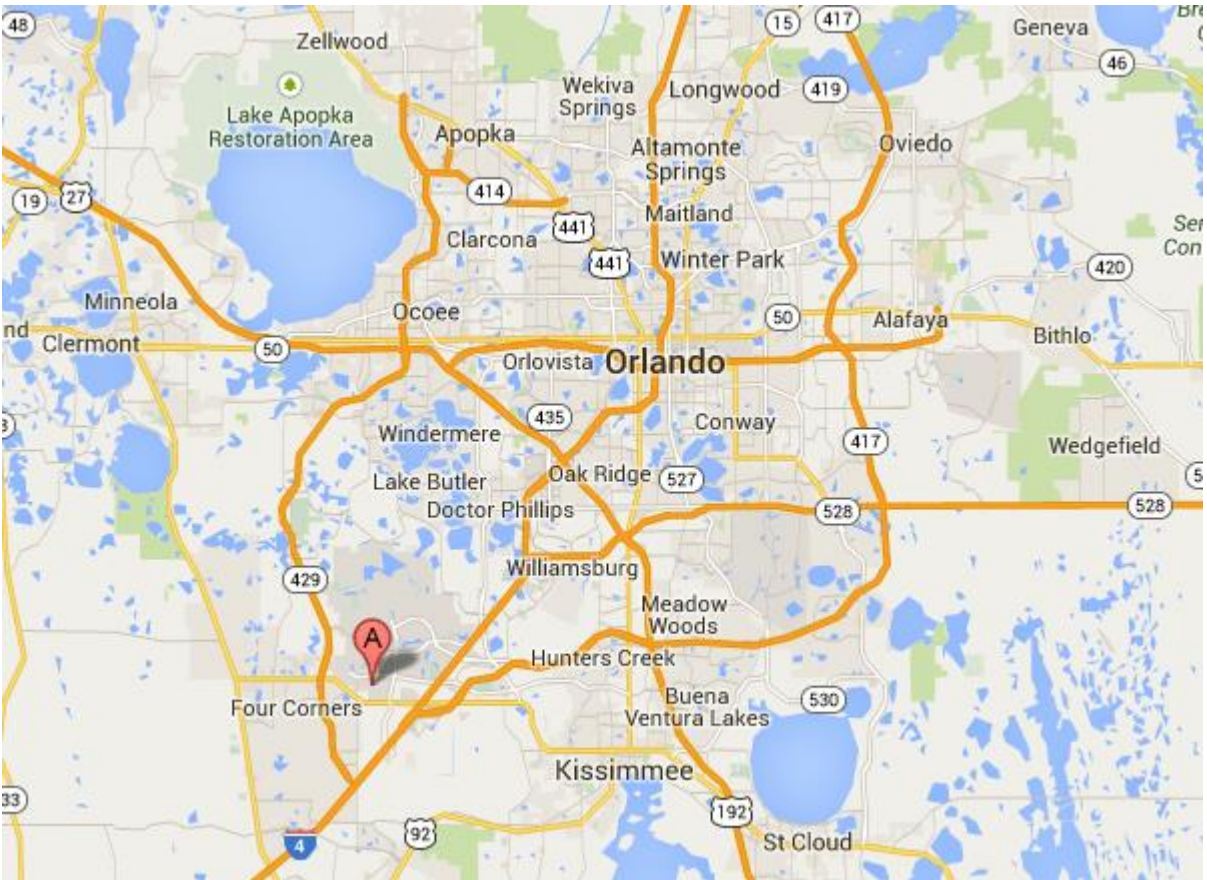 48
Zellwood
15
417
Geneva
46
Wekiva
Springs
Longwood
419
Lake Apopka
Restoration Area
Apopka
Altamonte
Springs
Oviedo
19
27
414
441
Maitland
Clarcona
441
Winter Park
420
Minneola
Ocoee
50
Alafaya
Bithlo
Clermont
50
Orlovista
Orlando
435
Conway
Windermere
417
Wedgefield
Lake Butler
Oak Ridge
527
Doctor Phillips
528
528
Williamsburg
429
Meadow
Woods
A
Hunters Creek
Four Corners
Buena
Ventura Lakes
530
Kissimmee
33
192
92
4
St Cloud